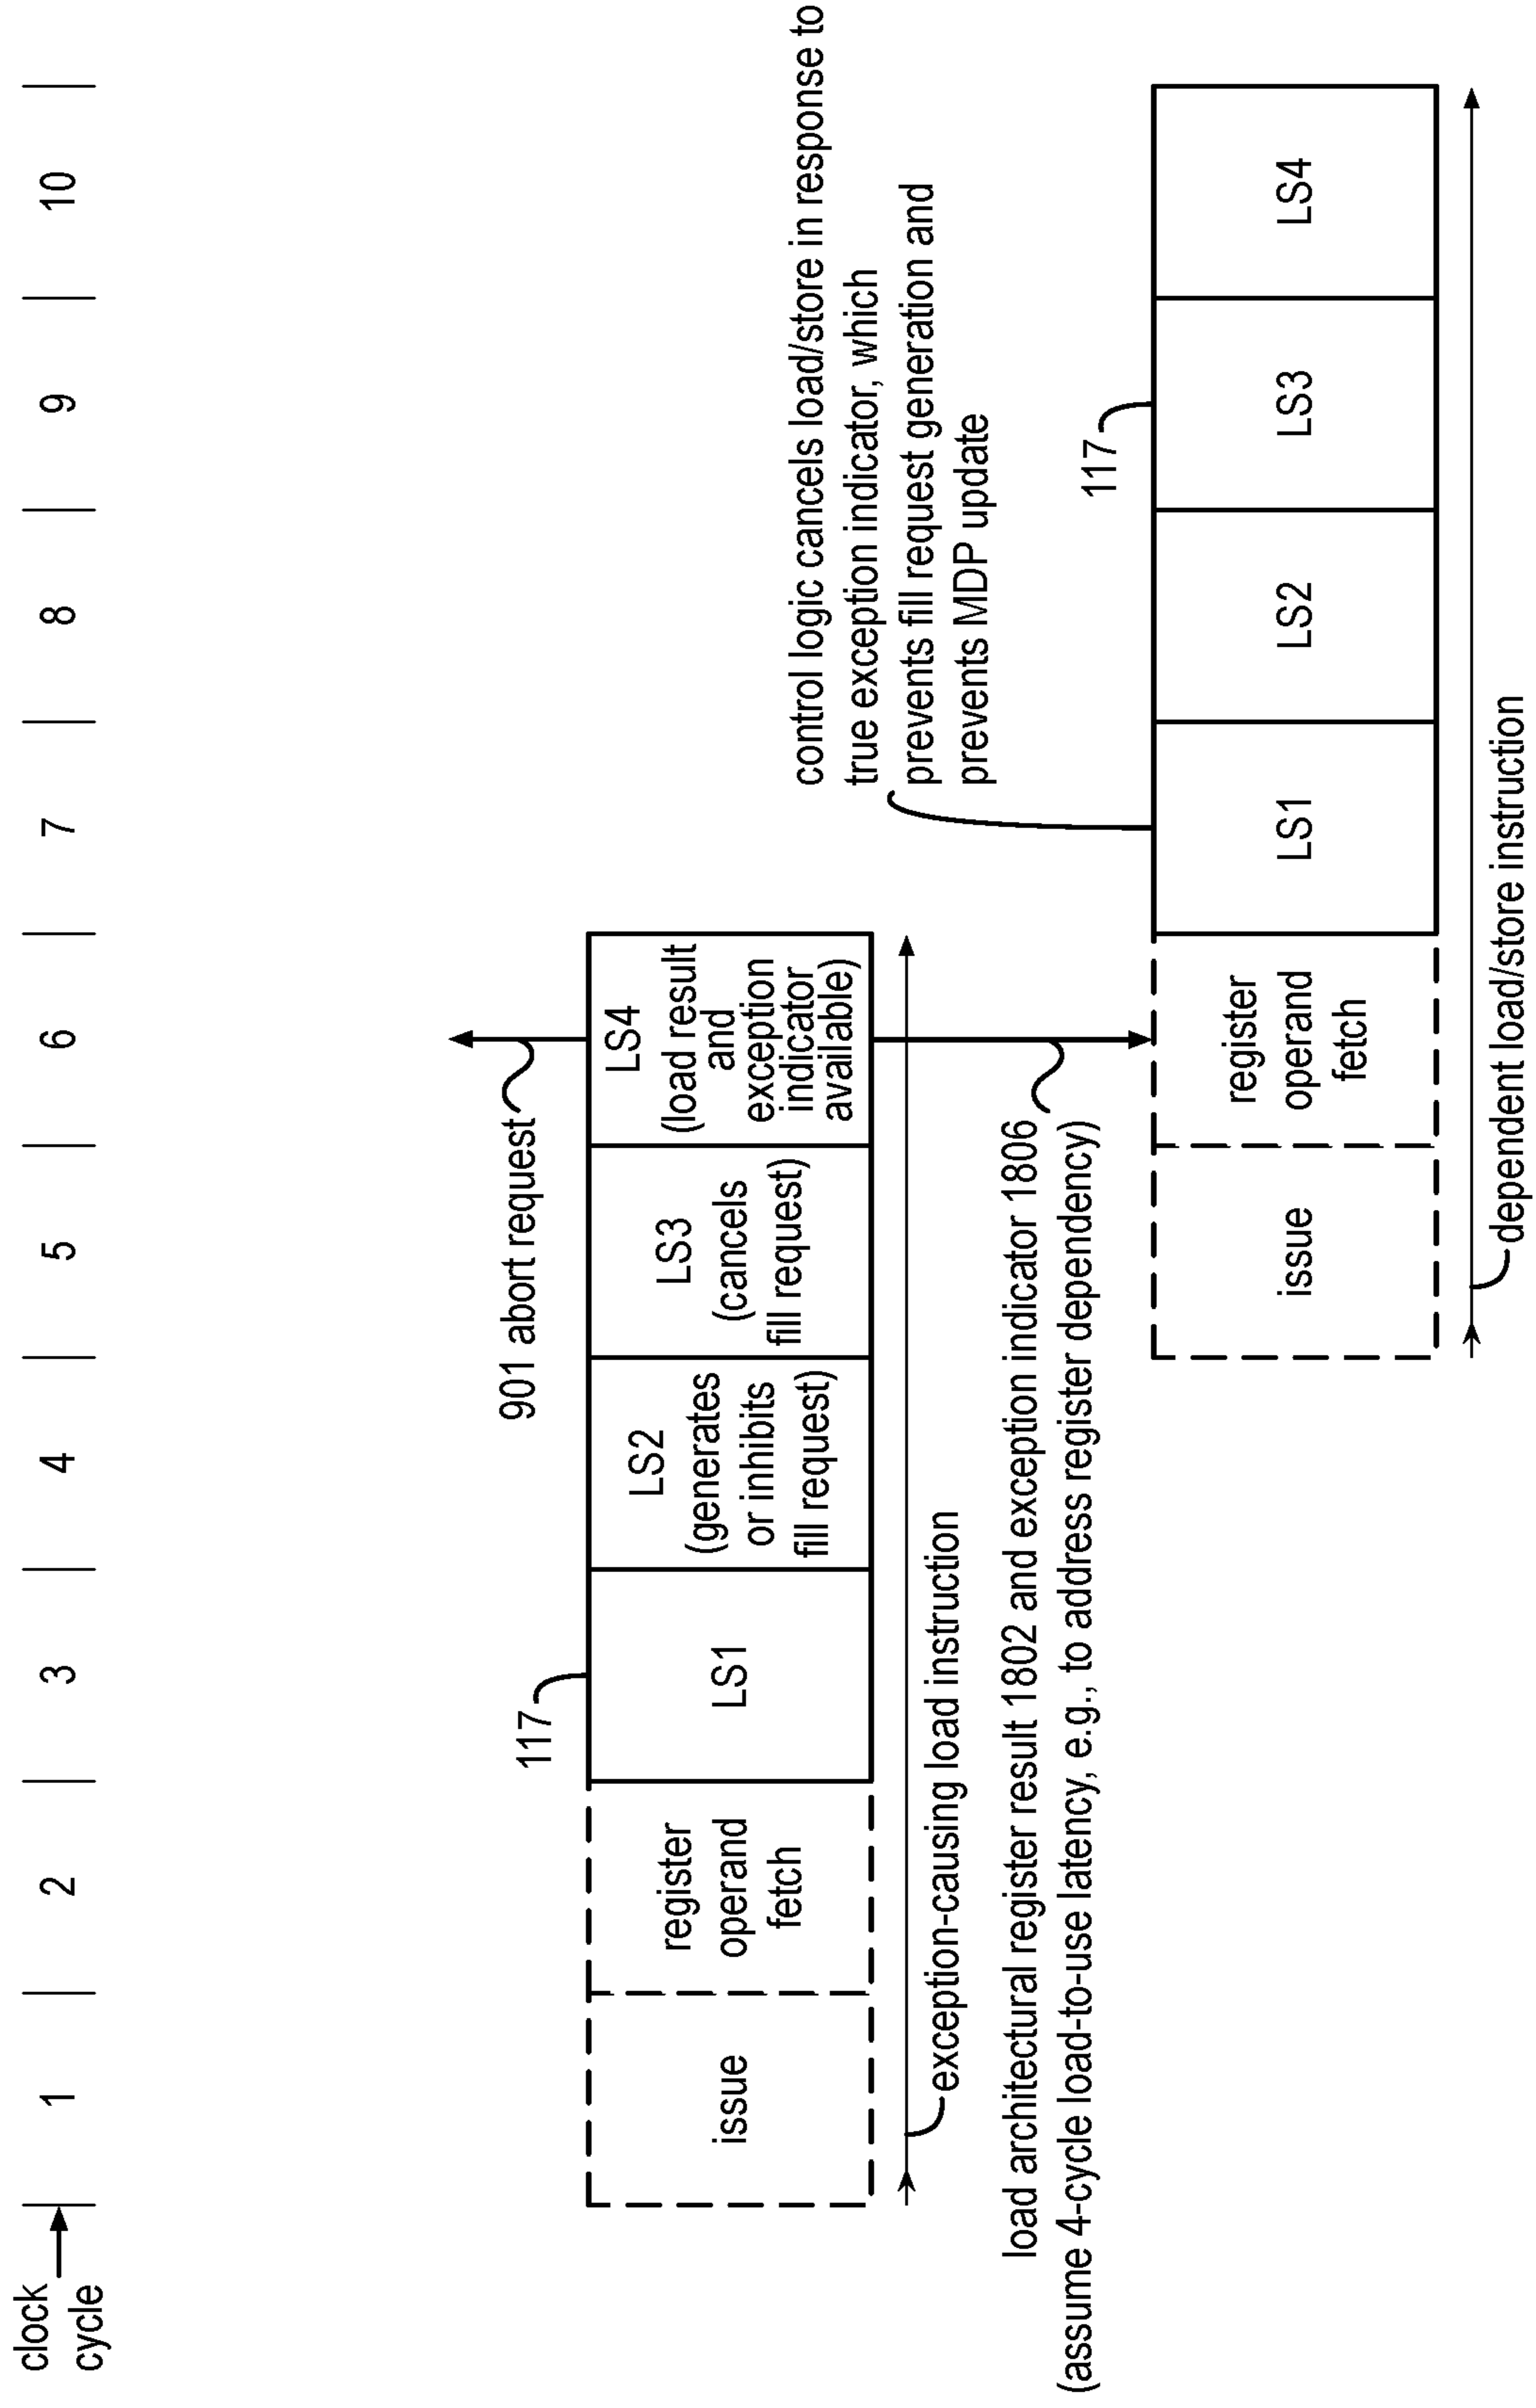 clock
cycle
1 2 3 4 5 6 7 8 9 10
901 abort request
117
issue
register
operand
fetch
LS1
LS2
(generates
or inhibits
fill request)
LS3
(cancels
fill request)
LS4
(load result
and
exception
indicator
available)
exception-causing load instruction
control logic cancels load/store in response to
true exception indicator, which
prevents fill request generation and
prevents MDP update
load architectural register result 1802 and exception indicator 1806
(assume 4-cycle load-to-use latency, e.g., to address register dependency)
117
issue
register
operand
fetch
LS1
LS2
LS3
LS4
dependent load/store instruction